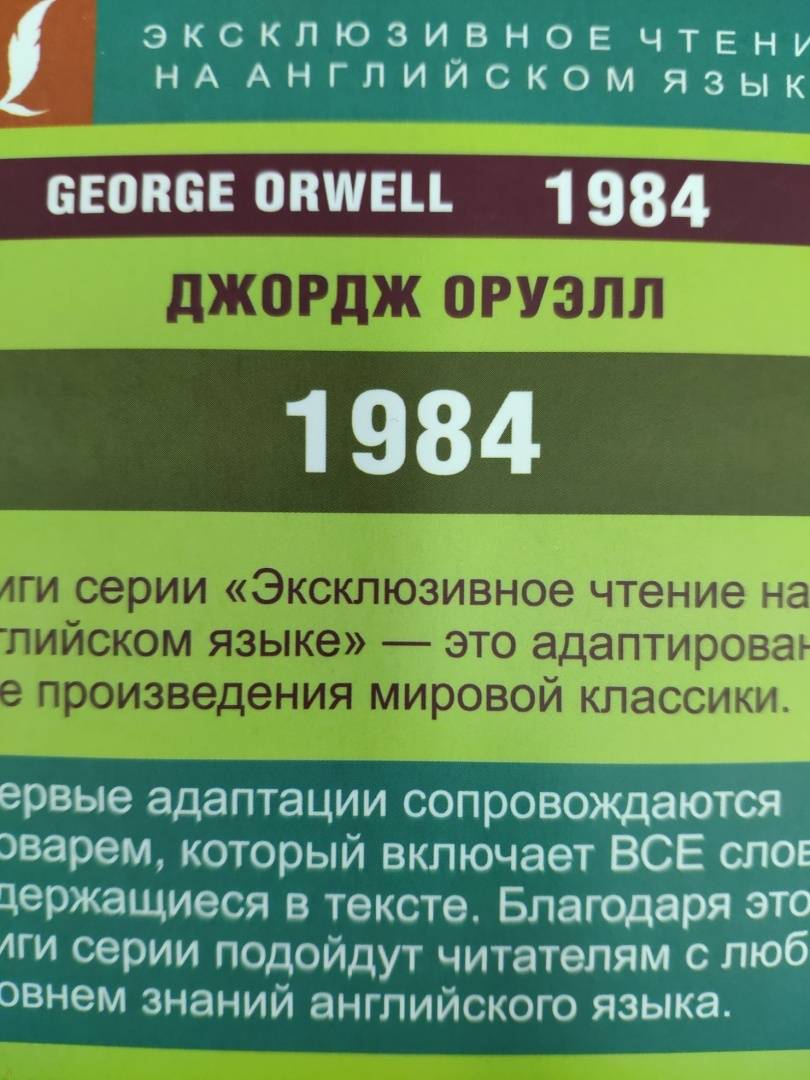 ЭКСКЛЮЗИВНОЕ ЧТЕНИ
НА АНГЛИЙСКОМ ЯЗЫК
GEORGE ORWELL 1984
ДЖОРДЖ ОРУЭЛЛ
1984
иги серии «Эксклюзивное чтение на
глийском языке» — это адаптирован
е произведения мировой классики.
ервые адаптации сопровождаются
оварем, который включает ВСЕ слов
держащиеся в тексте. Благодаря это
иги серии подойдут читателям с люб
овнем знаний английского языка.